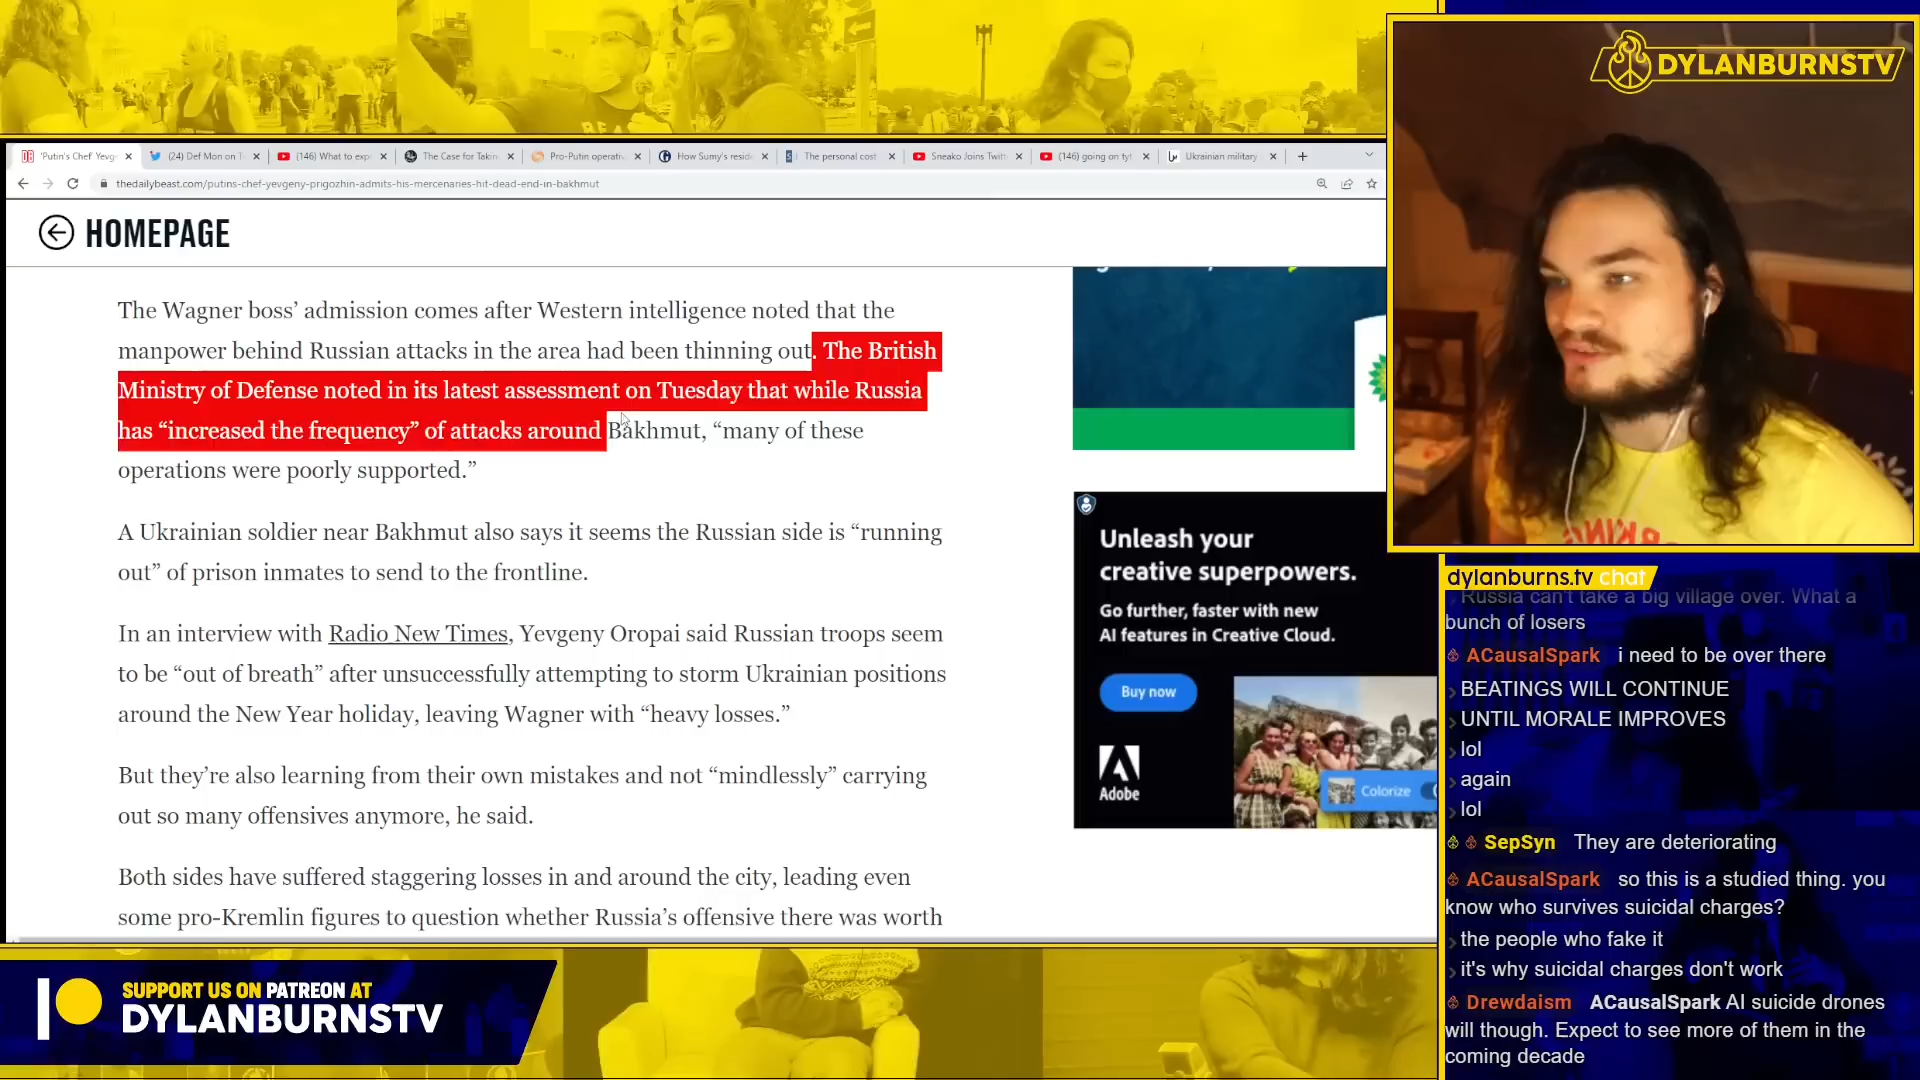 DYLANBURNSTV
'Putin's Chef' Yevg
(24) Def Mon on T
(146) What to exp
The Case for Takin
Pro-Putin operativ
How Sumy's resid
The personal cost
Sneako Joins Twitt
(146) going on tyt
Ukrainian military
thedailybeast.com/putins-chef-yevgeny-prigozhin-admits-his-mercenaries-hit-dead-end-in-bakhmut
HOMEPAGE
The Wagner boss’ admission comes after Western intelligence noted that the
manpower behind Russian attacks in the area had been thinning out. The British
Ministry of Defense noted in its latest assessment on Tuesday that while Russia
has “increased the frequency” of attacks around Bakhmut, “many of these
operations were poorly supported.”
A Ukrainian soldier near Bakhmut also says it seems the Russian side is “running
out” of prison inmates to send to the frontline.
In an interview with Radio New Times, Yevgeny Oropai said Russian troops seem
to be “out of breath” after unsuccessfully attempting to storm Ukrainian positions
around the New Year holiday, leaving Wagner with “heavy losses.”
But they’re also learning from their own mistakes and not “mindlessly” carrying
out so many offensives anymore, he said.
Both sides have suffered staggering losses in and around the city, leading even
some pro-Kremlin figures to question whether Russia’s offensive there was worth
Unleash your
creative superpowers.
Go further, faster with new
AI features in Creative Cloud.
Buy now
Adobe
Colorize
dylanburns.tv chat
Russia can't take a big village over. What a
bunch of losers
ACausalSpark i need to be over there
BEATINGS WILL CONTINUE
UNTIL MORALE IMPROVES
lol
again
lol
SepSyn They are deteriorating
ACausalSpark so this is a studied thing. you
know who survives suicidal charges?
the people who fake it
it's why suicidal charges don't work
Drewdaism ACausalSpark AI suicide drones
will though. Expect to see more of them in the
coming decade
SUPPORT US ON PATREON AT
DYLANBURNSTV